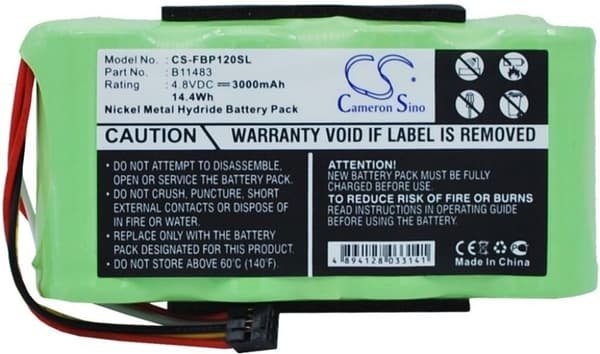 Model No. : CS-FBP120SL
Part No. : B11483
Rating : 4.8VDC ⎓ 3000mAh
14.4Wh
Nickel Metal Hydride Battery Pack
CS
Cameron Sino
CAUTION
WARRANTY VOID IF LABEL IS REMOVED
DO NOT ATTEMPT TO DISASSEMBLE,
OPEN OR SERVICE BATTERY PACK
DO NOT CRUSH, PUNCTURE, SHORT
EXTERNAL CONTACTS OR DISPOSE OF
IN FIRE OR WATER.
REPLACE ONLY WITH THE BATTERY
PACK DESIGNATED FOR THIS PRODUCT.
DO NOT STORE ABOVE 60°C (140°F).
ATTENTION!
NEW BATTERY PACK MUST BE FULLY
CHARGED BEFORE USE.
TO REDUCE RISK OF FIRE OR BURNS
READ INSTRUCTIONS IN OPERATING GUIDE
4 894128 033141
CE
Made In China